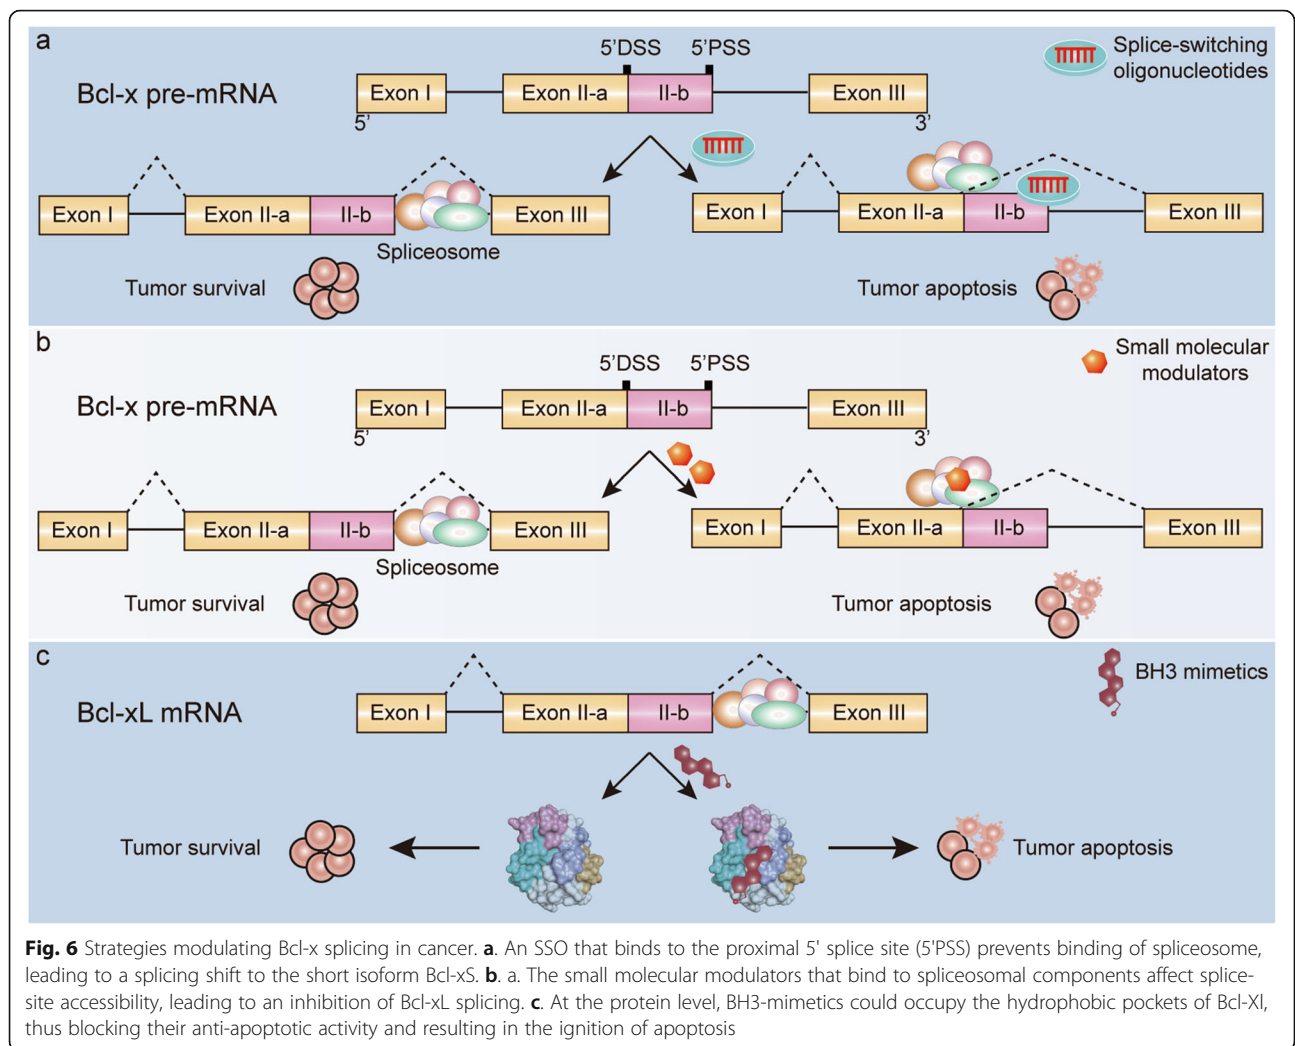 a
5'DSS 5'PSS
Splice-switching
oligonucleotides
Bcl-x pre-mRNA
Exon I Exon II-a II-b Exon III
5' 3'
Exon I Exon II-a II-b Exon III
Exon I Exon II-a II-b Exon III
Spliceosome
Tumor survival
Tumor apoptosis
b
5'DSS 5'PSS
Small molecular
modulators
Bcl-x pre-mRNA
Exon I Exon II-a II-b Exon III
5' 3'
Exon I Exon II-a II-b Exon III
Exon I Exon II-a II-b Exon III
Spliceosome
Tumor survival
Tumor apoptosis
c
BH3 mimetics
Bcl-xL mRNA
Exon I Exon II-a II-b Exon III
Tumor survival
Tumor apoptosis
Fig. 6 Strategies modulating Bcl-x splicing in cancer. a. An SSO that binds to the proximal 5' splice site (5'PSS) prevents binding of spliceosome,
leading to a splicing shift to the short isoform Bcl-xS. b. a. The small molecular modulators that bind to spliceosomal components affect splice-
site accessibility, leading to an inhibition of Bcl-xL splicing. c. At the protein level, BH3-mimetics could occupy the hydrophobic pockets of Bcl-Xl,
thus blocking their anti-apoptotic activity and resulting in the ignition of apoptosis